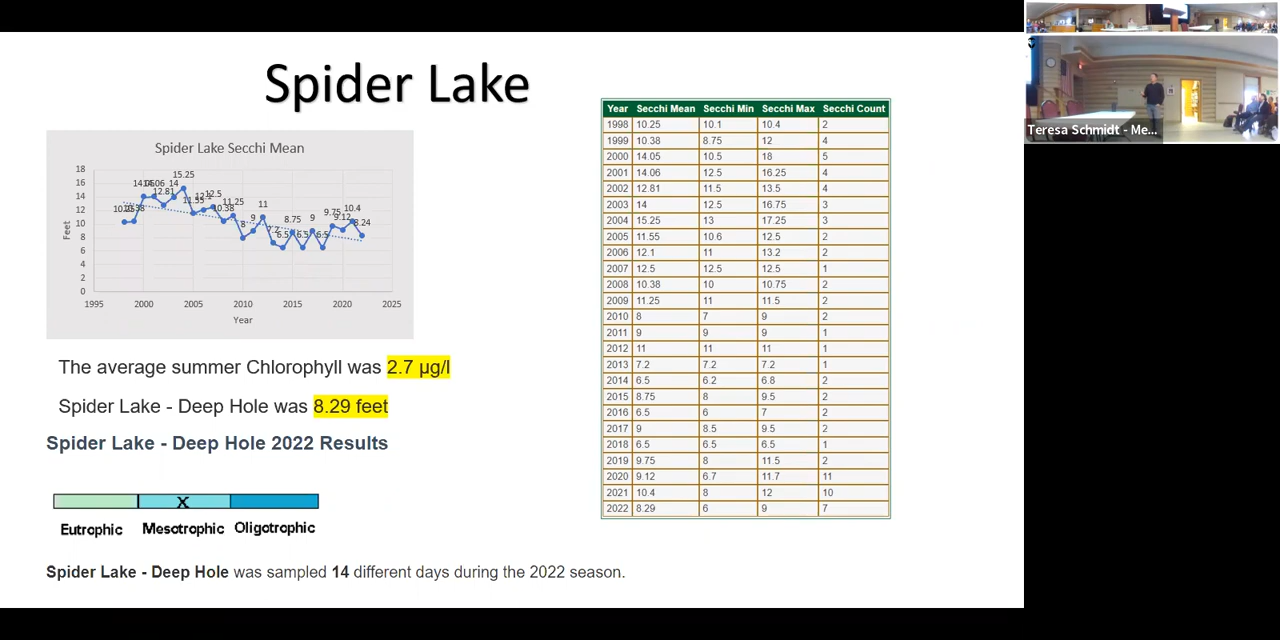 Spider Lake
Spider Lake Secchi Mean
Feet
18
16
14
12
10
8
6
4
2
0
15.25
14
12.81
11.55
12.5
10.38
11.25
8
9
11
7.2
6.5
8.75
6.5
9
6.5
9.75
9.12
10.4
8.24
1995 2000 2005 2010 2015 2020 2025
Year
The average summer Chlorophyll was 2.7 µg/l
Spider Lake - Deep Hole was 8.29 feet
Spider Lake - Deep Hole 2022 Results
X
Eutrophic Mesotrophic Oligotrophic
Spider Lake - Deep Hole was sampled 14 different days during the 2022 season.
Year Secchi Mean Secchi Min Secchi Max Secchi Count
1998 10.25 10.1 10.4 2
1999 10.38 8.75 12 4
2000 14.05 10.5 18 5
2001 14.06 12.5 16.25 4
2002 12.81 11.5 13.5 4
2003 14 12.5 16.75 3
2004 15.25 13 17.25 3
2005 11.55 10.6 12.5 2
2006 12.1 11 13.2 2
2007 12.5 12.5 12.5 1
2008 10.38 10 10.75 2
2009 11.25 11 11.5 2
2010 8 7 9 2
2011 9 9 9 1
2012 11 11 11 1
2013 7.2 7.2 7.2 1
2014 6.5 6.2 6.8 2
2015 8.75 8 9.5 2
2016 6.5 6 7 2
2017 9 8.5 9.5 2
2018 6.5 6.5 6.5 1
2019 9.75 8 11.5 2
2020 9.12 6.7 11.7 11
2021 10.4 8 12 10
2022 8.29 6 9 7
Teresa Schmidt - Me...